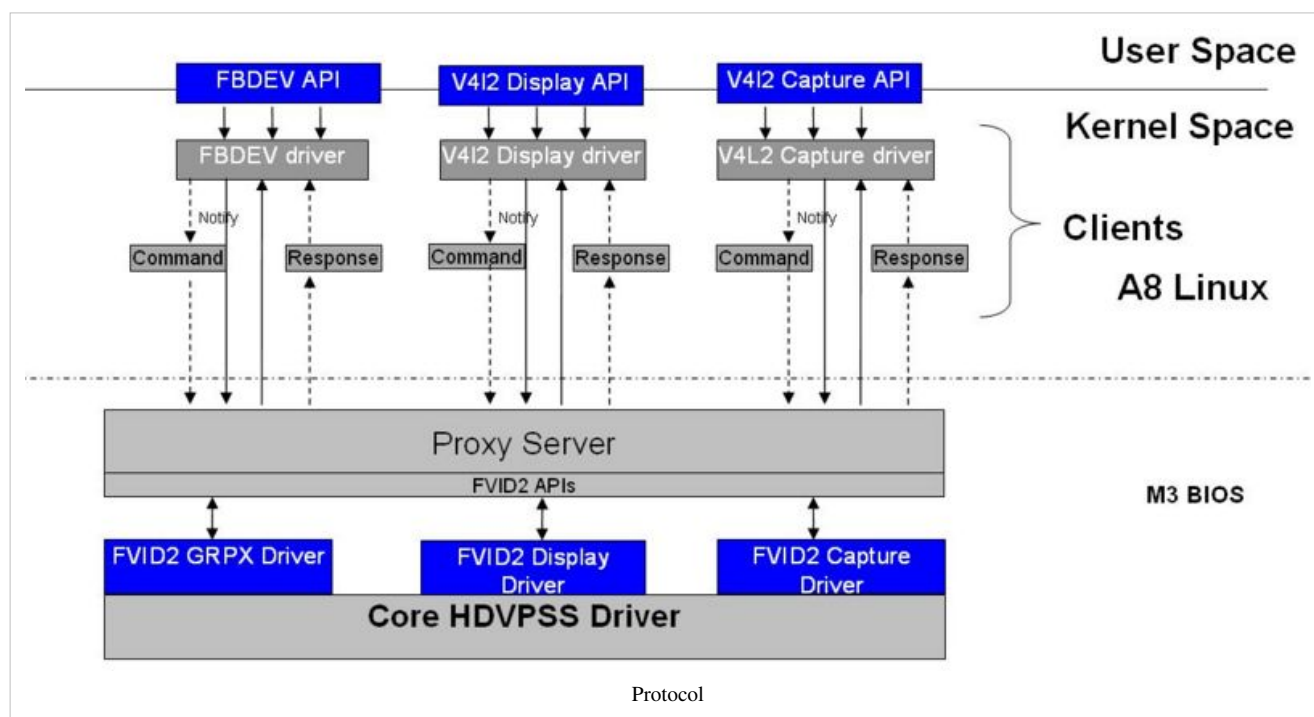 User Space
FBDEV API
V4l2 Display API
V4l2 Capture API
Kernel Space
FBDEV driver
V4l2 Display driver
V4L2 Capture driver
Notify
Notify
Notify
Clients
Command
Response
Command
Response
Command
Response
A8 Linux
Proxy Server
FVID2 APIs
M3 BIOS
FVID2 GRPX Driver
FVID2 Display
Driver
FVID2 Capture
Driver
Core HDVPSS Driver
Protocol